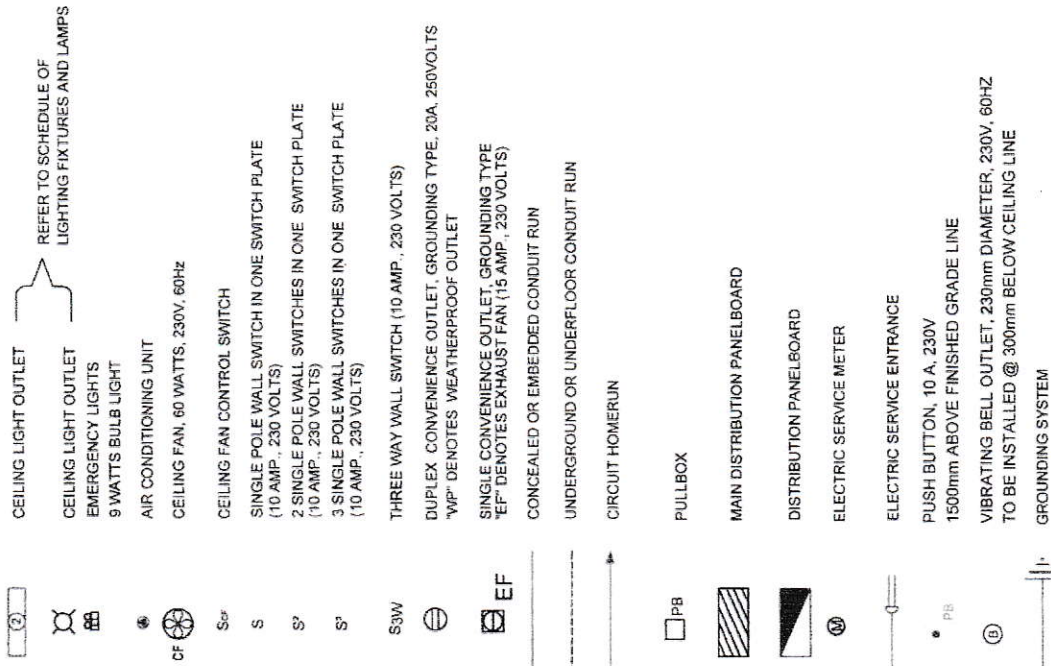 ② CEILING LIGHT OUTLET
REFER TO SCHEDULE OF
LIGHTING FIXTURES AND LAMPS
CEILING LIGHT OUTLET
EMERGENCY LIGHTS
9 WATTS BULB LIGHT
AIR CONDITIONING UNIT
CF CEILING FAN, 60 WATTS, 230V, 60Hz
SCF CEILING FAN CONTROL SWITCH
S SINGLE POLE WALL SWITCH IN ONE SWITCH PLATE
(10 AMP., 230 VOLTS)
S² 2 SINGLE POLE WALL SWITCHES IN ONE SWITCH PLATE
(10 AMP., 230 VOLTS)
S³ 3 SINGLE POLE WALL SWITCHES IN ONE SWITCH PLATE
(10 AMP., 230 VOLTS)
S3W THREE WAY WALL SWITCH (10 AMP., 230 VOLTS)
DUPLEX CONVENIENCE OUTLET, GROUNDING TYPE, 20A, 250VOLTS
"WP" DENOTES WEATHERPROOF OUTLET
EF SINGLE CONVENIENCE OUTLET, GROUNDING TYPE
"EF" DENOTES EXHAUST FAN (15 AMP., 230 VOLTS)
CONCEALED OR EMBEDDED CONDUIT RUN
UNDERGROUND OR UNDERFLOOR CONDUIT RUN
CIRCUIT HOMERUN
PB PULLBOX
MAIN DISTRIBUTION PANELBOARD
DISTRIBUTION PANELBOARD
M ELECTRIC SERVICE METER
ELECTRIC SERVICE ENTRANCE
PB PUSH BUTTON, 10 A, 230V
1500mm ABOVE FINISHED GRADE LINE
B VIBRATING BELL OUTLET, 230mm DIAMETER, 230V, 60HZ
TO BE INSTALLED @ 300mm BELOW CEILING LINE
GROUNDING SYSTEM